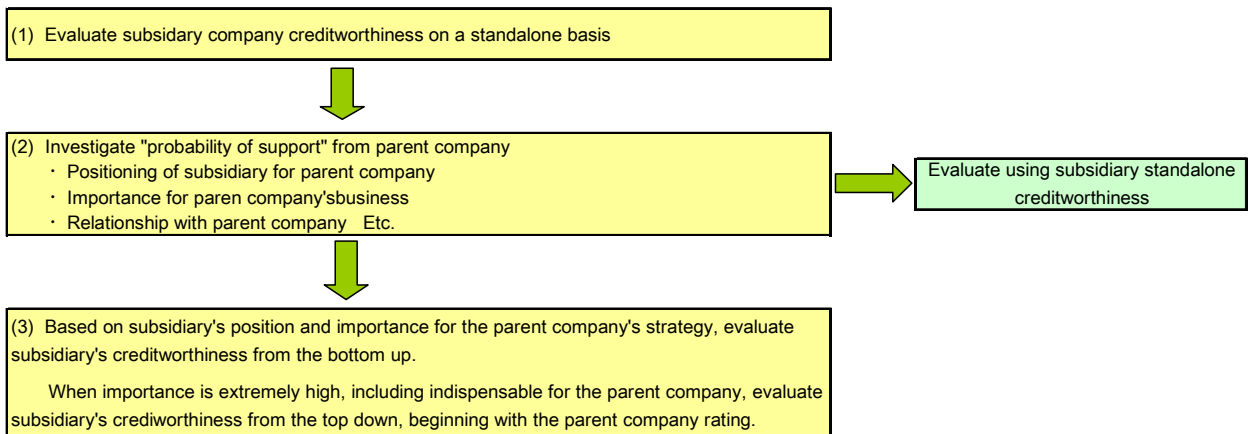 (1) Evaluate subsidary company creditworthiness on a standalone basis
(2) Investigate "probability of support" from parent company
・ Positioning of subsidiary for parent company
・ Importance for paren company'sbusiness
・ Relationship with parent company Etc.
Evaluate using subsidiary standalone
creditworthiness
(3) Based on subsidiary's position and importance for the parent company's strategy, evaluate
subsidiary's creditworthiness from the bottom up.
When importance is extremely high, including indispensable for the parent company, evaluate
subsidiary's crediworthiness from the top down, beginning with the parent company rating.